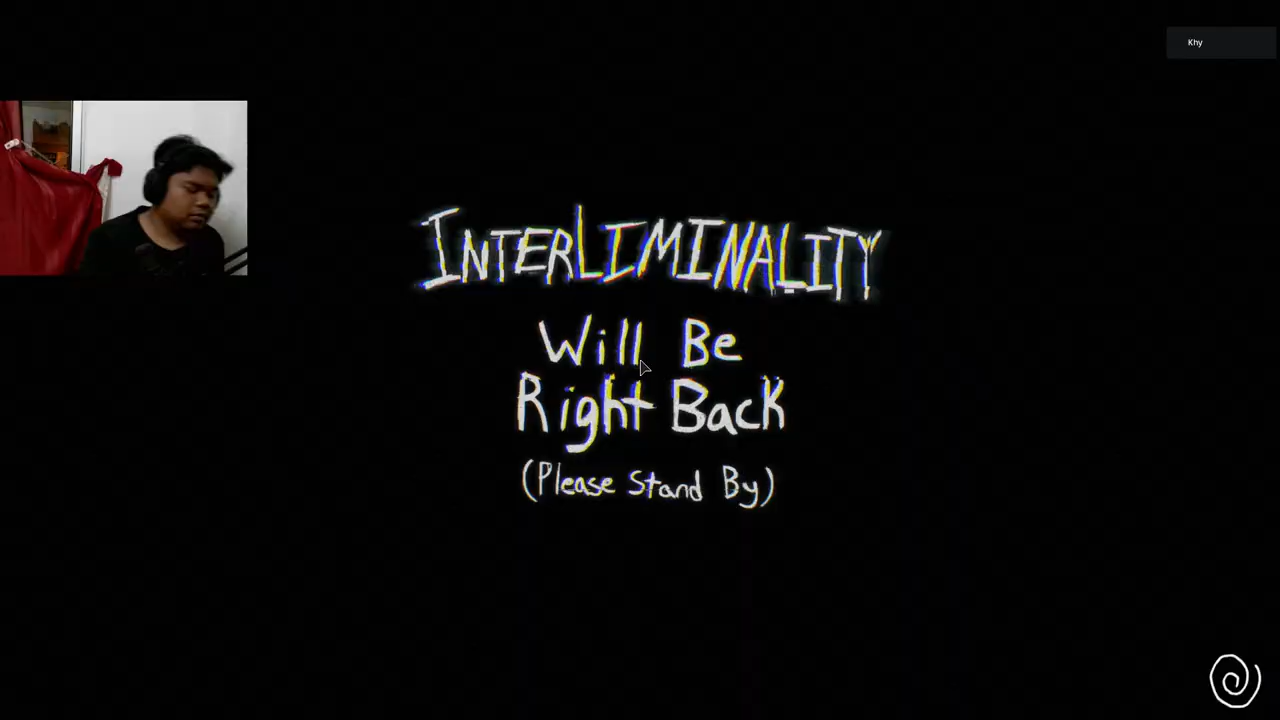 Khy
INTERLIMINALITY
Will Be
Right Back
(Please Stand By)